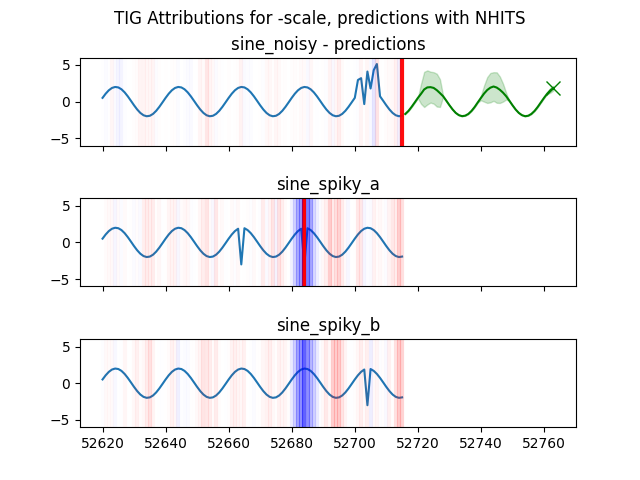 TIG Attributions for -scale, predictions with NHITS
sine_noisy - predictions
5
0
−5
sine_spiky_a
5
0
−5
sine_spiky_b
5
0
−5
52620 52640 52660 52680 52700 52720 52740 52760